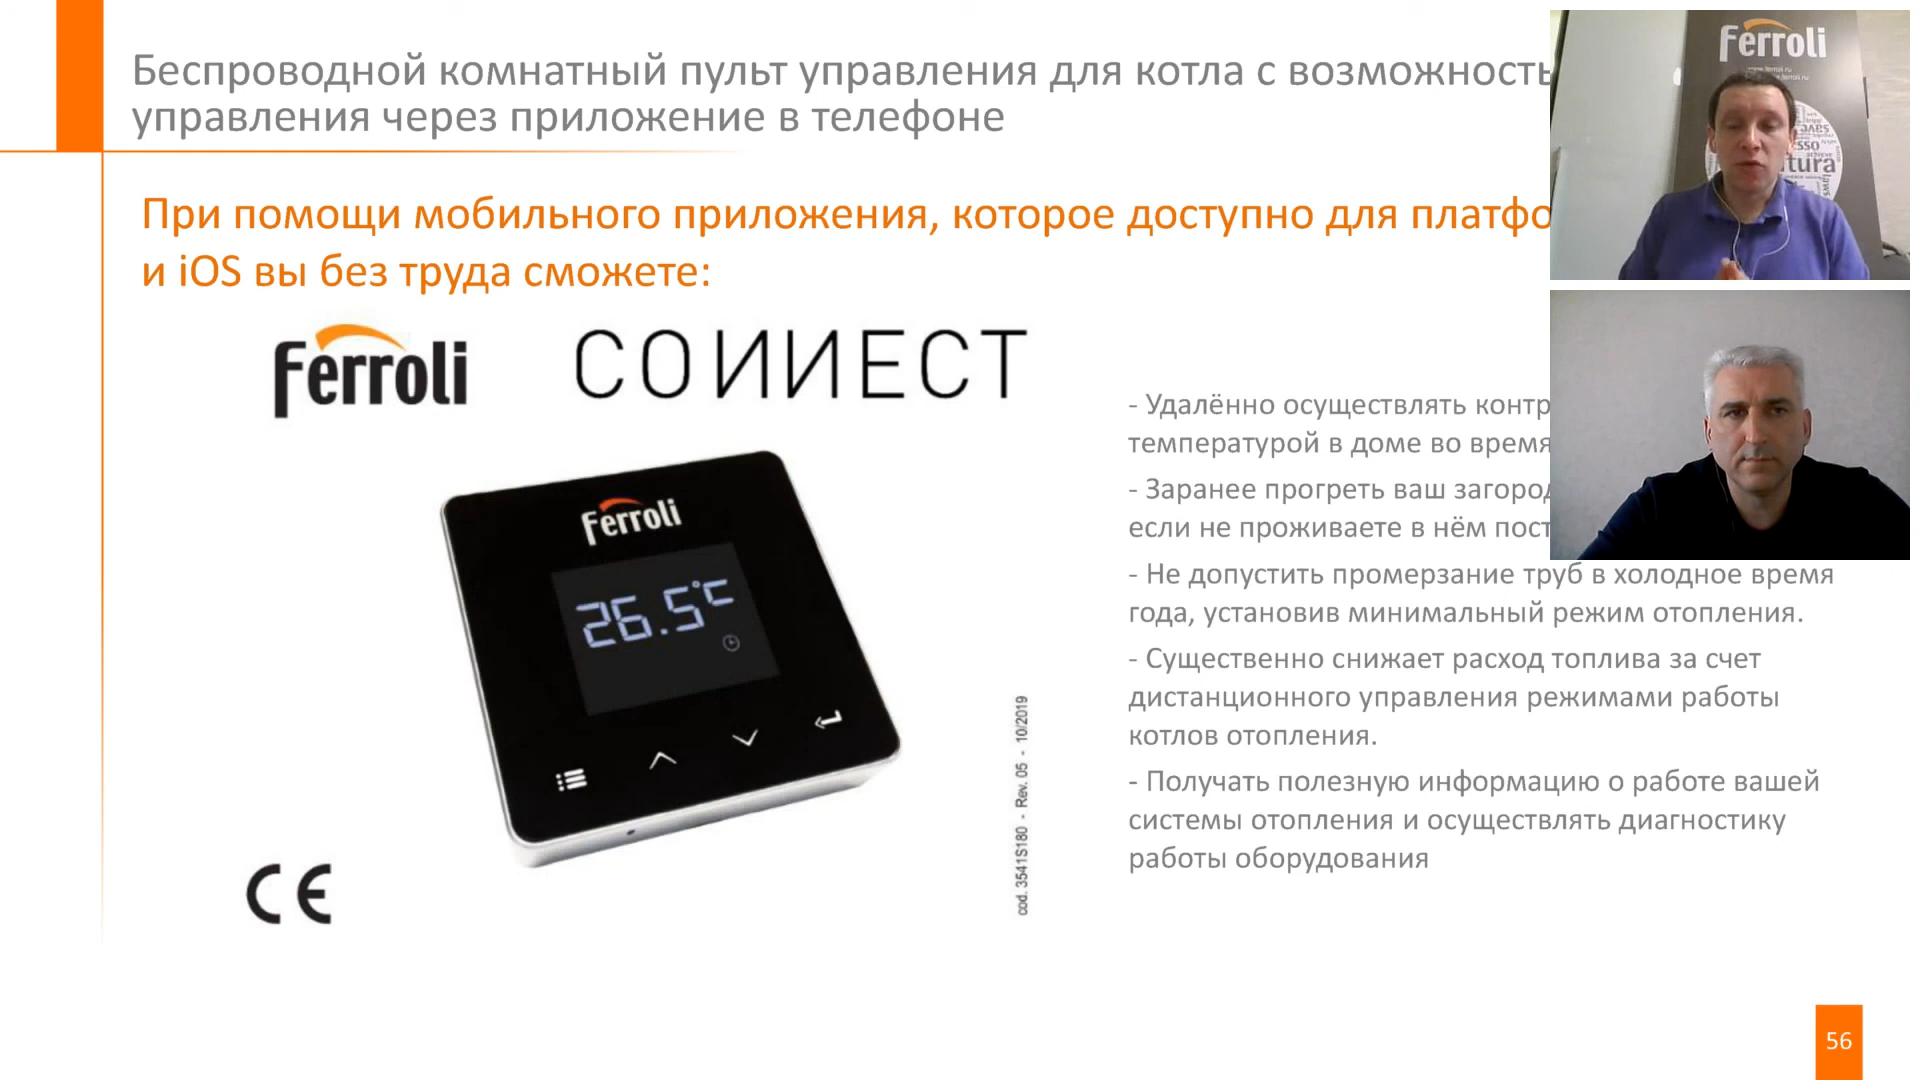 Беспроводной комнатный пульт управления для котла с возможность
управления через приложение в телефоне
При помощи мобильного приложения, которое доступно для платфо
и iOS вы без труда сможете:
Ferroli CONNECT
Ferroli
26.5°C
CE
cod. 3541S180 - Rev. 05 - 10/2019
- Удалённо осуществлять контр
температурой в доме во время
- Заранее прогреть ваш загород
если не проживаете в нём пост
- Не допустить промерзание труб в холодное время
года, установив минимальный режим отопления.
- Существенно снижает расход топлива за счет
дистанционного управления режимами работы
котлов отопления.
- Получать полезную информацию о работе вашей
системы отопления и осуществлять диагностику
работы оборудования
Ferroli
tura
56